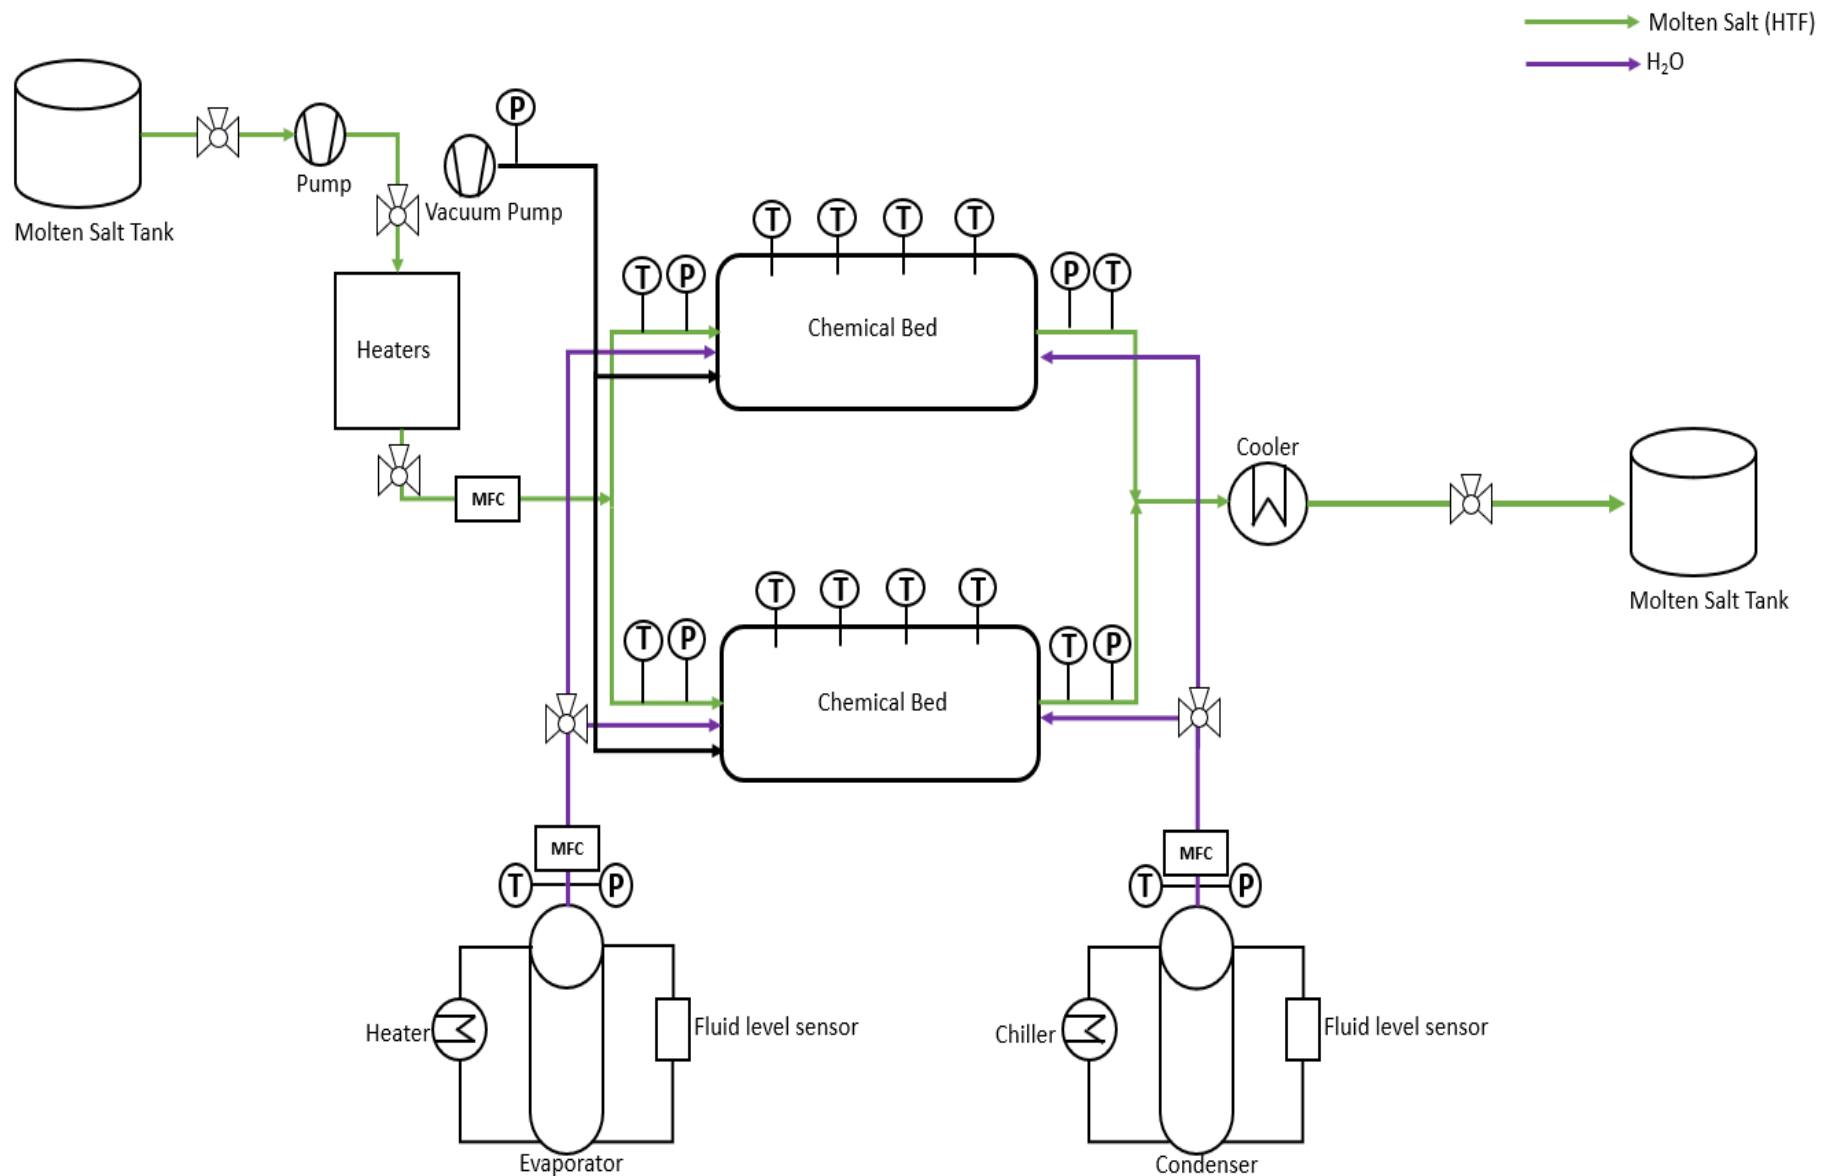 Molten Salt (HTF)
H₂O
P
Pump
Vacuum Pump
Molten Salt Tank
T T T T
T P
P T
Chemical Bed
Heaters
Cooler
MFC
Molten Salt Tank
T T T T
T P
T P
Chemical Bed
MFC
MFC
T P
T P
Heater
Fluid level sensor
Chiller
Fluid level sensor
Evaporator
Condenser